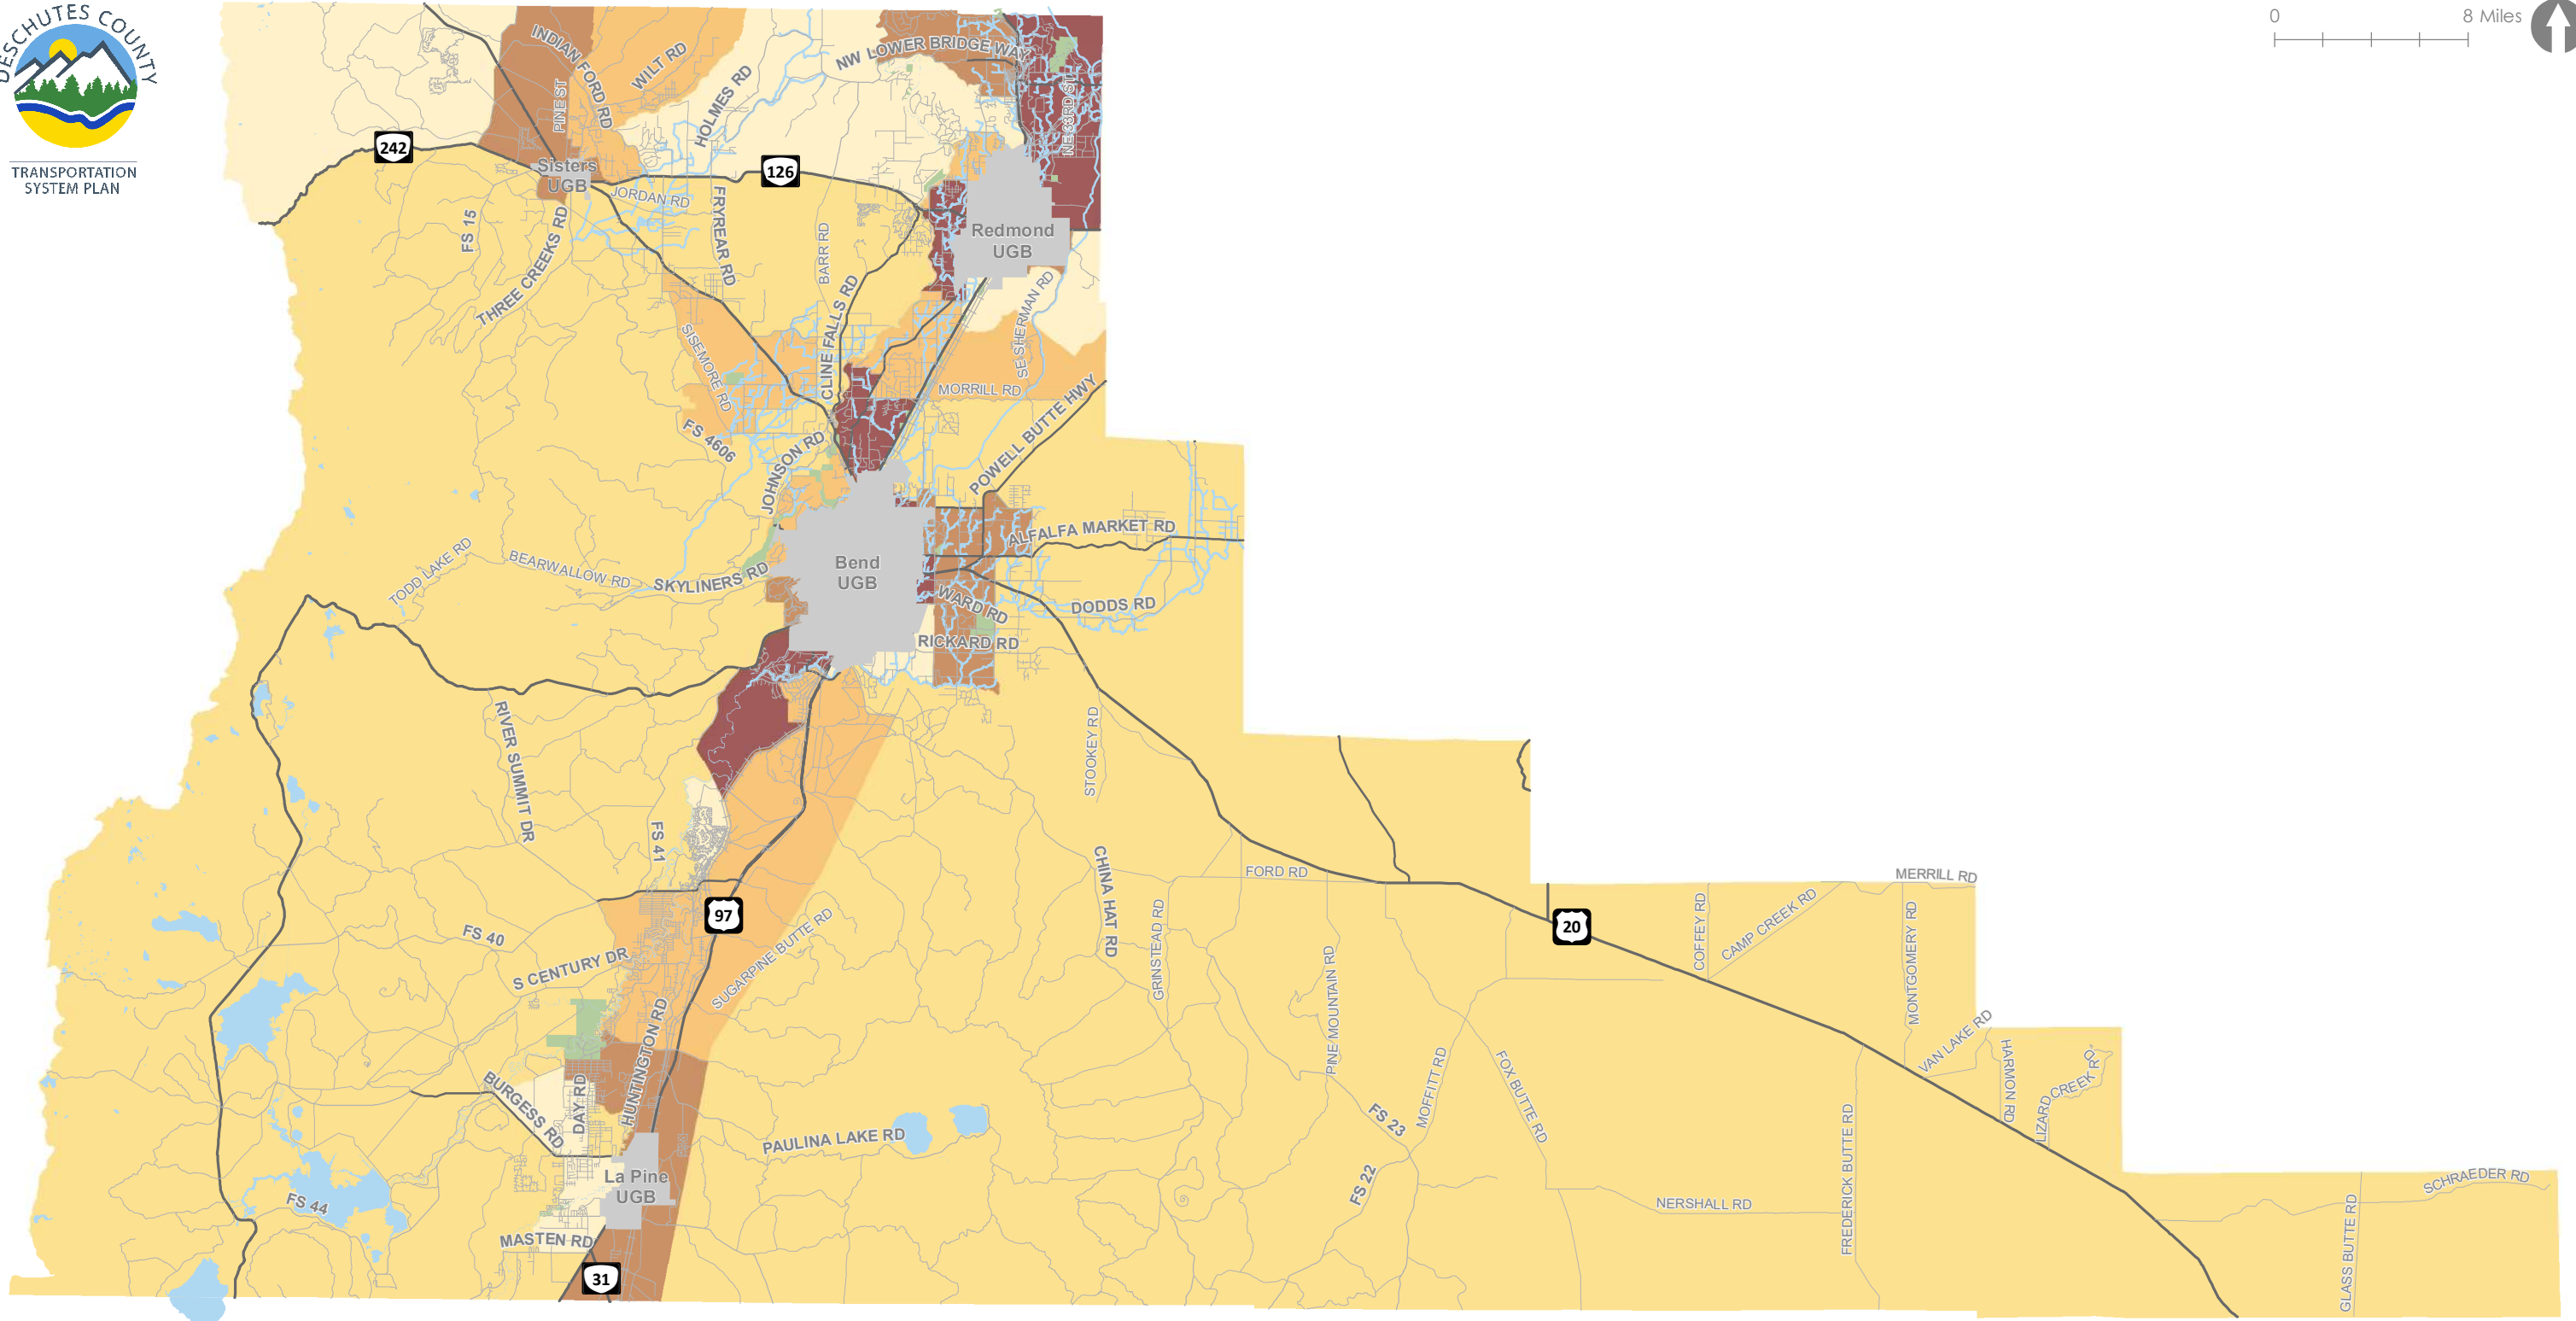 DESCHUTES COUNTY
TRANSPORTATION
SYSTEM PLAN
0
8 Miles
INDIAN FORD RD
WILT RD
PINE ST
HOLMES RD
NW LOWER BRIDGE WAY
NE 33RD ST
242
Sisters
UGB
126
JORDAN RD
FRYREAR RD
FS 15
THREE CREEKS RD
BARR RD
CLINE FALLS RD
Redmond
UGB
SE SHERMAN RD
SISEMORE RD
MORRILL RD
POWELL BUTTE HWY
FS 4606
JOHNSON RD
ALFALFA MARKET RD
TODD LAKE RD
BEARWALLOW RD
SKYLINERS RD
Bend
UGB
WARD RD
DODDS RD
RICKARD RD
RIVER SUMMIT DR
STOOKEY RD
FS 41
CHINA HAT RD
FORD RD
MERRILL RD
97
20
GRINSTEAD RD
COFFEY RD
CAMP CREEK RD
MONTGOMERY RD
FS 40
S CENTURY DR
SUGARPINE BUTTE RD
PINE MOUNTAIN RD
HUNTINGTON RD
VAN LAKE RD
HARMON RD
LIZARD CREEK RD
MOFFITT RD
FOX BUTTE RD
BURGESS RD
DAY RD
PAULINA LAKE RD
FS 23
FREDERICK BUTTE RD
La Pine
UGB
FS 44
FS 22
NERSHALL RD
SCHRAEDER RD
GLASS BUTTE RD
MASTEN RD
31